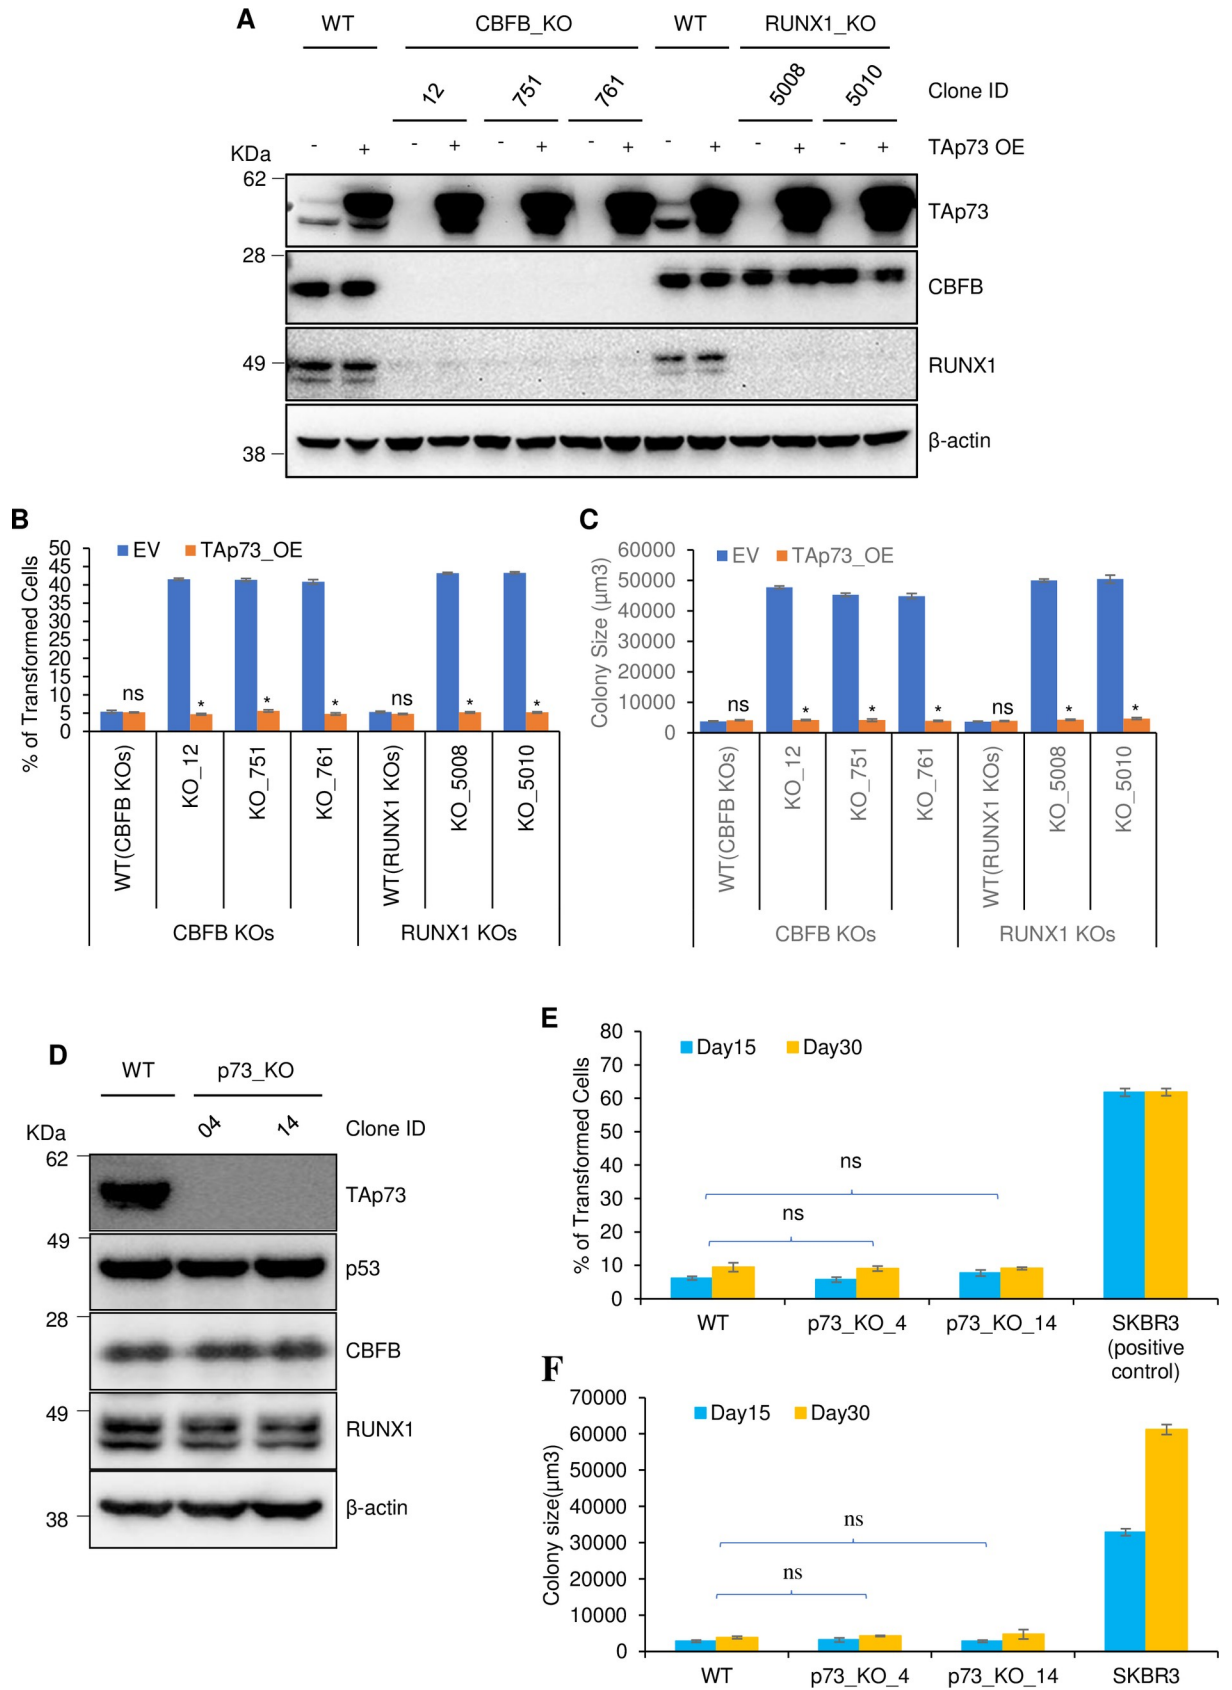 A
WT CBFB_KO WT RUNX1_KO
12 751 761 5008 5010 Clone ID
KDa - + - + - + - + - + - + - + TAp73 OE
62
TAp73
28
CBFB
49
RUNX1
38
β-actin
B
EV TAp73_OE
% of Transformed Cells
50
45
40
35
30
25
20
15
10
5
0
ns * * * ns * *
WT(CBFB KOs)
KO_12
KO_751
KO_761
WT(RUNX1 KOs)
KO_5008
KO_5010
CBFB KOs RUNX1 KOs
C
EV TAp73_OE
Colony Size (µm3)
60000
50000
40000
30000
20000
10000
0
ns * * * ns * *
WT(CBFB KOs)
KO_12
KO_751
KO_761
WT(RUNX1 KOs)
KO_5008
KO_5010
CBFB KOs RUNX1 KOs
D
WT p73_KO
04 14 Clone ID
KDa
62
TAp73
49
p53
28
CBFB
49
RUNX1
38
β-actin
E
Day15 Day30
% of Transformed Cells
80
70
60
50
40
30
20
10
0
ns
ns
WT p73_KO_4 p73_KO_14 SKBR3
(positive
control)
F
Day15 Day30
Colony size(µm3)
70000
60000
50000
40000
30000
20000
10000
0
ns
ns
WT p73_KO_4 p73_KO_14 SKBR3